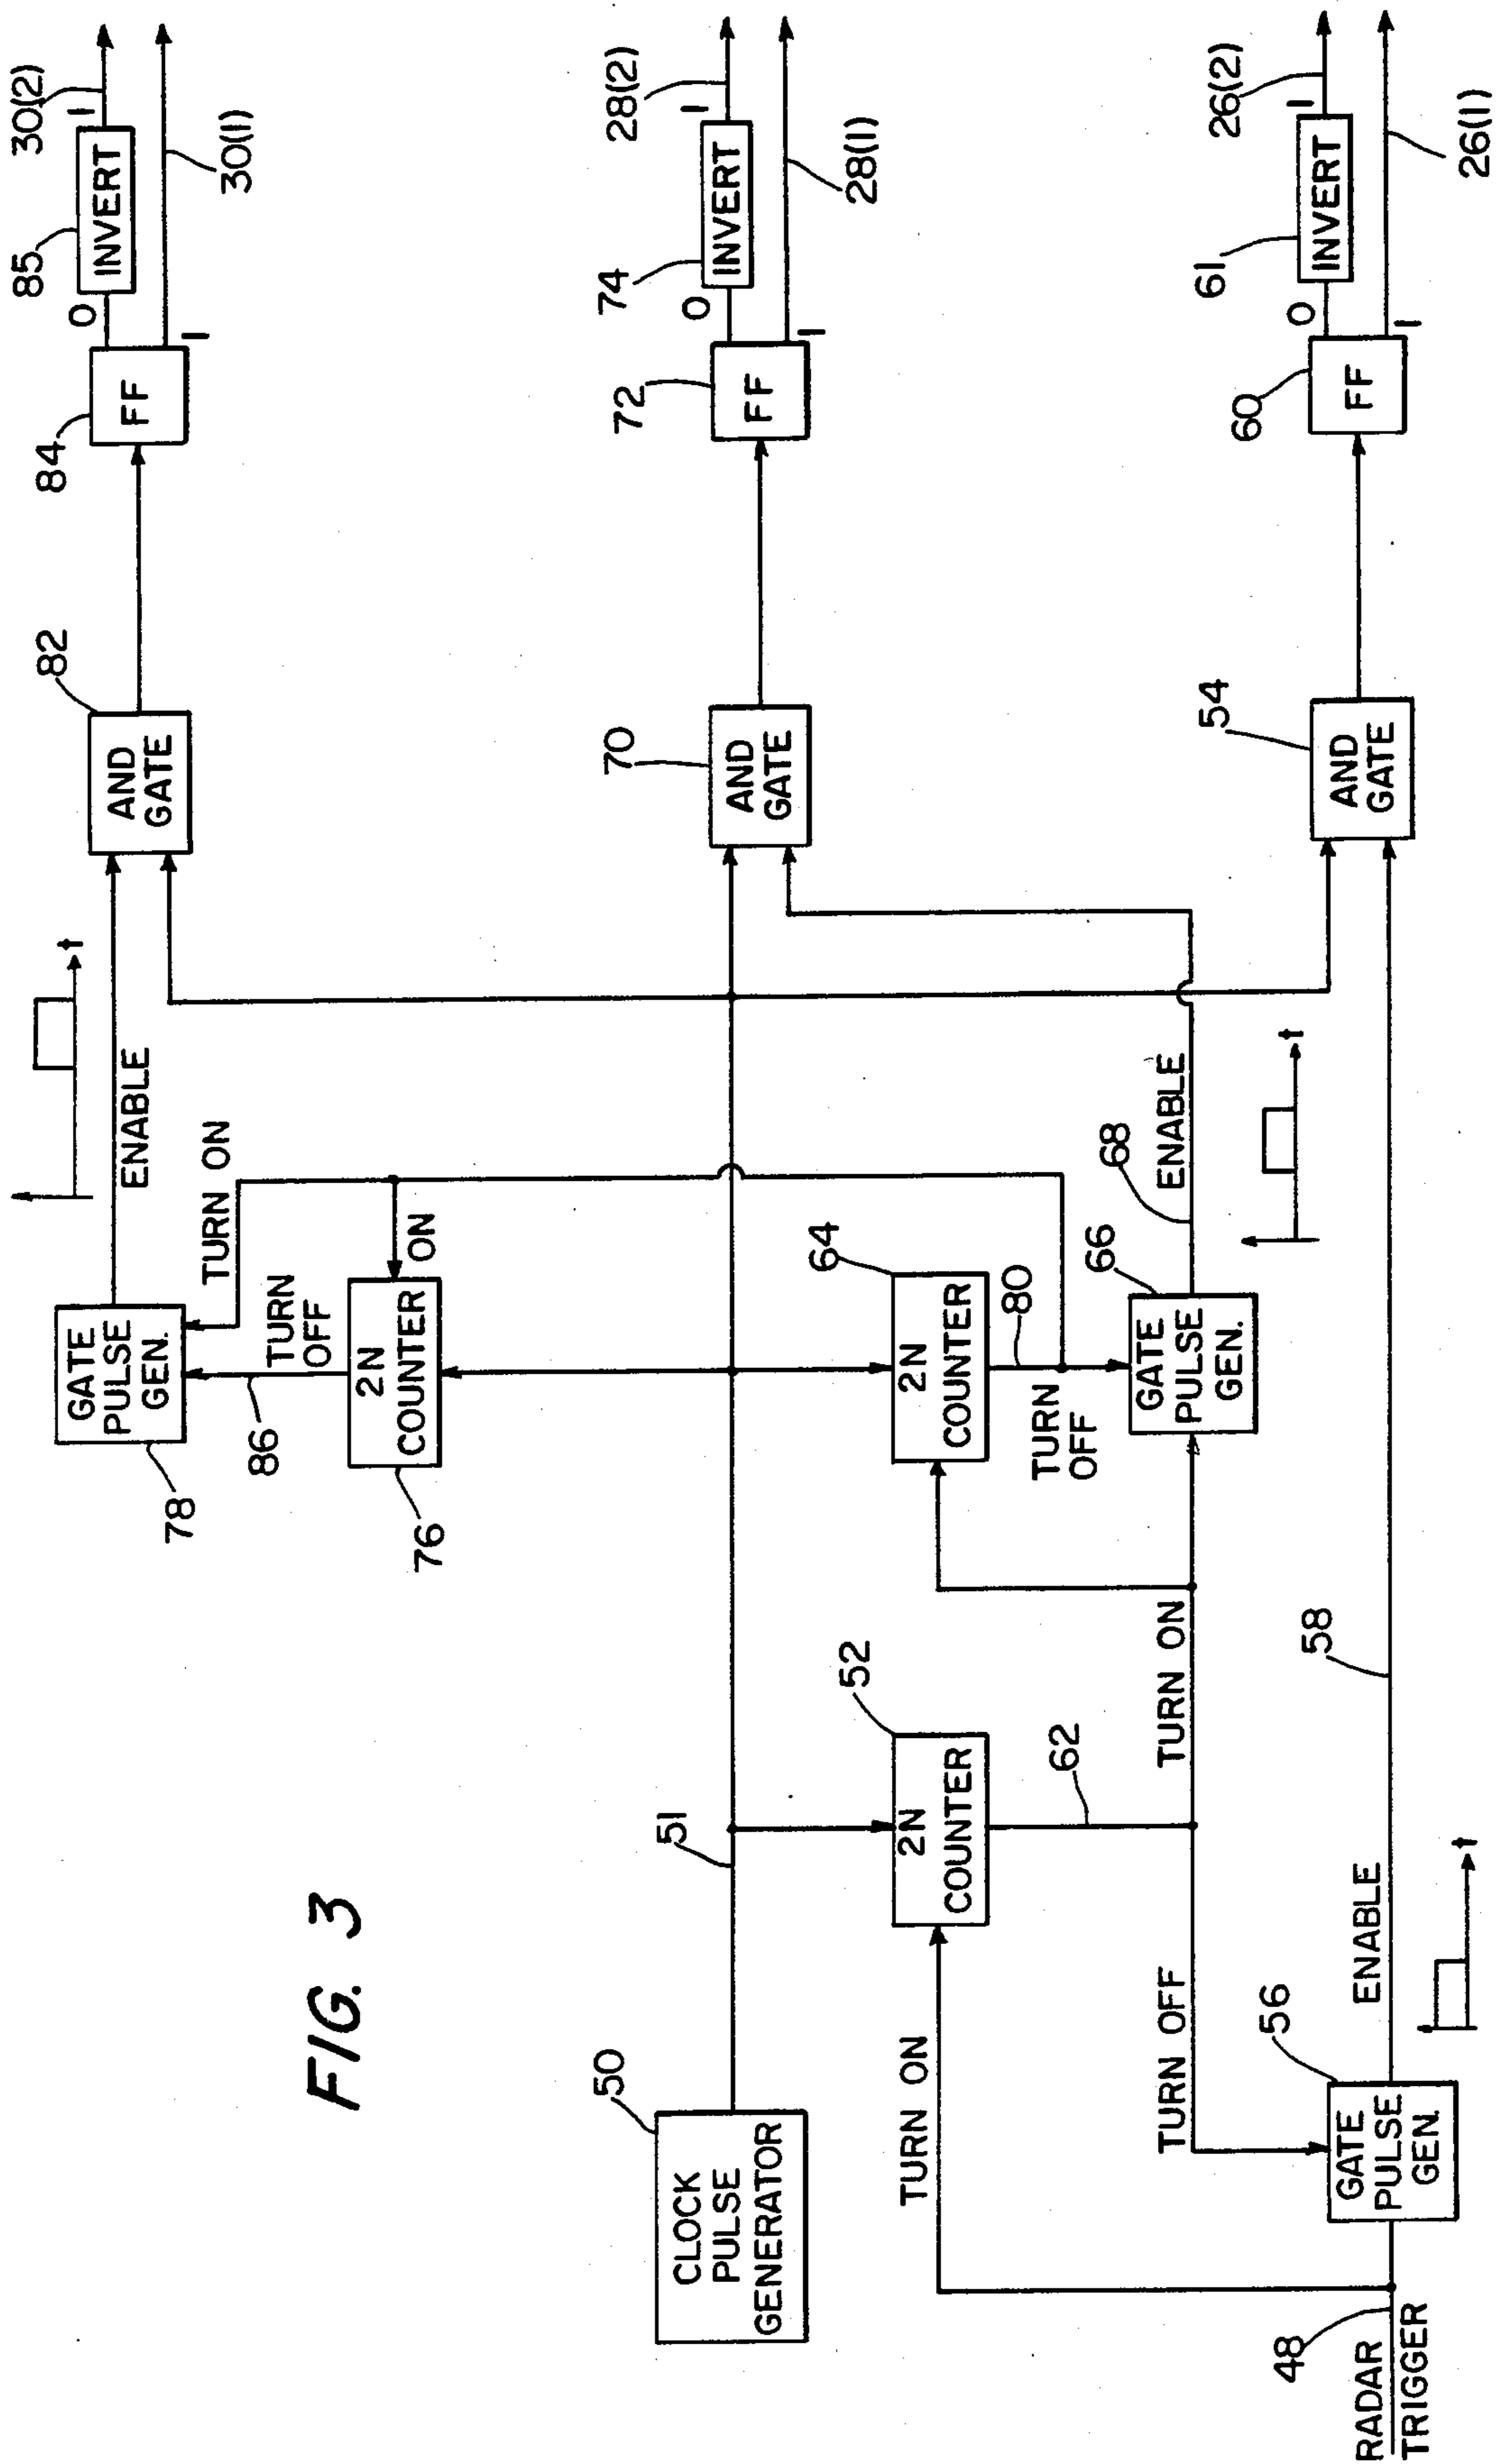 FIG. 3
30(2)
1
85
INVERT
0
30(1)
1
84
FF
82
AND
GATE
t
ENABLE
TURN ON
GATE
PULSE
GEN.
78
TURN
OFF
86
ON
2N
COUNTER
76
28(2)
1
74
INVERT
0
28(1)
1
72
FF
70
AND
GATE
51
50
CLOCK
PULSE
GENERATOR
64
2N
COUNTER
80
TURN
OFF
66
GATE
PULSE
GEN.
68
ENABLE
t
52
2N
COUNTER
62
TURN ON
TURN OFF
TURN ON
26(2)
1
61
INVERT
0
26(1)
1
60
FF
54
AND
GATE
58
ENABLE
t
56
GATE
PULSE
GEN.
48
RADAR
TRIGGER